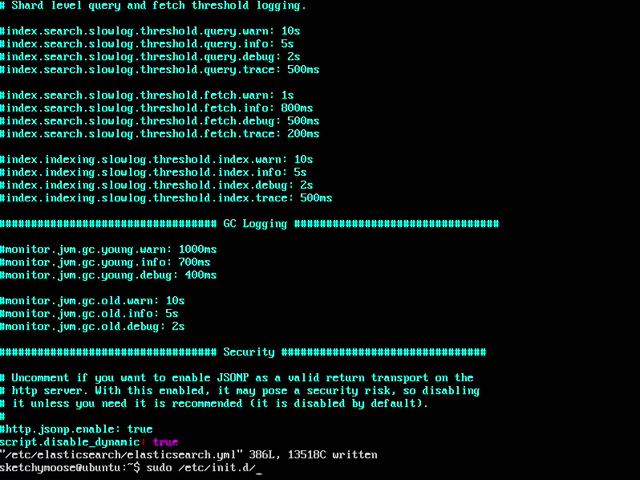 # Shard level query and fetch threshold logging.
#index.search.slowlog.threshold.query.warn: 10s
#index.search.slowlog.threshold.query.info: 5s
#index.search.slowlog.threshold.query.debug: 2s
#index.search.slowlog.threshold.query.trace: 500ms
#index.search.slowlog.threshold.fetch.warn: 1s
#index.search.slowlog.threshold.fetch.info: 800ms
#index.search.slowlog.threshold.fetch.debug: 500ms
#index.search.slowlog.threshold.fetch.trace: 200ms
#index.indexing.slowlog.threshold.index.warn: 10s
#index.indexing.slowlog.threshold.index.info: 5s
#index.indexing.slowlog.threshold.index.debug: 2s
#index.indexing.slowlog.threshold.index.trace: 500ms
################################## GC Logging ################################
#monitor.jvm.gc.young.warn: 1000ms
#monitor.jvm.gc.young.info: 700ms
#monitor.jvm.gc.young.debug: 400ms
#monitor.jvm.gc.old.warn: 10s
#monitor.jvm.gc.old.info: 5s
#monitor.jvm.gc.old.debug: 2s
################################## Security ################################
# Uncomment if you want to enable JSONP as a valid return transport on the
# http server. With this enabled, it may pose a security risk, so disabling
# it unless you need it is recommended (it is disabled by default).
#
#http.jsonp.enable: true
script.disable_dynamic: true
"/etc/elasticsearch/elasticsearch.yml" 386L, 13518C written
sketchymoose@ubuntu:~$ sudo /etc/init.d/_